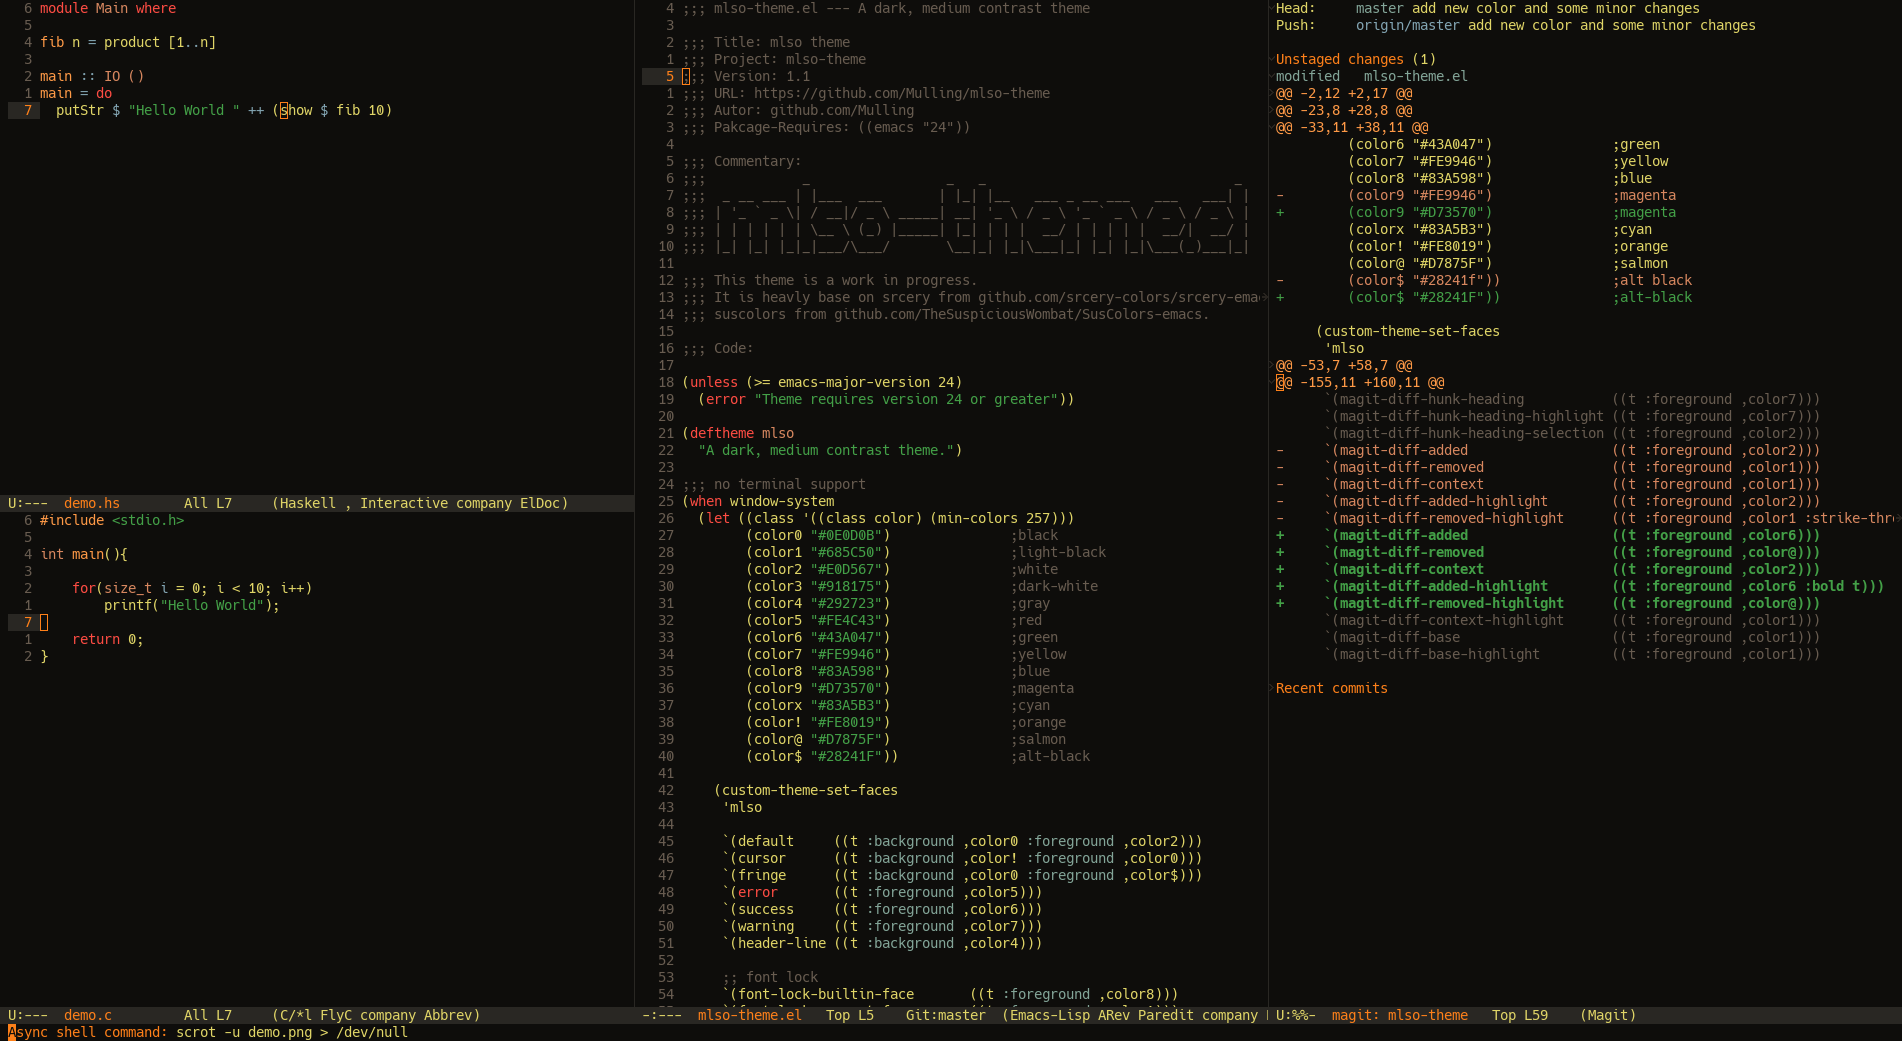 6 module Main where
5
4 fib n = product [1..n]
3
2 main :: IO ()
1 main = do
7   putStr $ "Hello World " ++ (show $ fib 10)
U:---  demo.hs        All L7     (Haskell , Interactive company ElDoc)
6 #include <stdio.h>
5
4 int main(){
3
2     for(size_t i = 0; i < 10; i++)
1         printf("Hello World");
7
1     return 0;
2 }
U:---  demo.c         All L7     (C/*l FlyC company Abbrev)
4 ;;; mlso-theme.el --- A dark, medium contrast theme
3
2 ;;; Title: mlso theme
1 ;;; Project: mlso-theme
5 ;;; Version: 1.1
1 ;;; URL: https://github.com/Mulling/mlso-theme
2 ;;; Autor: github.com/Mulling
3 ;;; Pakcage-Requires: ((emacs "24"))
4
5 ;;; Commentary:
6 ;;;            _                 _   _                               _
7 ;;;  _ __ ___ | |___  ___       | |_| |__   ___ _ __ ___   ___   ___| |
8 ;;; | '_ ` _ \| / __|/ _ \ _____| __| '_ \ / _ \ '_ ` _ \ / _ \ / _ \ |
9 ;;; | | | | | | \__ \ (_) |_____| |_| | | |  __/ | | | | |  __/|  __/ |
10 ;;; |_| |_| |_|_|___/\___/       \__|_| |_|\___|_| |_| |_|\___(_)___|_|
11
12 ;;; This theme is a work in progress.
13 ;;; It is heavly base on srcery from github.com/srcery-colors/srcery-ema
14 ;;; suscolors from github.com/TheSuspiciousWombat/SusColors-emacs.
15
16 ;;; Code:
17
18 (unless (>= emacs-major-version 24)
19   (error "Theme requires version 24 or greater"))
20
21 (deftheme mlso
22   "A dark, medium contrast theme.")
23
24 ;;; no terminal support
25 (when window-system
26   (let ((class '((class color) (min-colors 257)))
27         (color0 "#0E0D0B")               ;black
28         (color1 "#685C50")               ;light-black
29         (color2 "#E0D567")               ;white
30         (color3 "#918175")               ;dark-white
31         (color4 "#292723")               ;gray
32         (color5 "#FE4C43")               ;red
33         (color6 "#43A047")               ;green
34         (color7 "#FE9946")               ;yellow
35         (color8 "#83A598")               ;blue
36         (color9 "#D73570")               ;magenta
37         (colorx "#83A5B3")               ;cyan
38         (color! "#FE8019")               ;orange
39         (color@ "#D7875F")               ;salmon
40         (color$ "#28241F"))              ;alt-black
41
42     (custom-theme-set-faces
43      'mlso
44
45      `(default     ((t :background ,color0 :foreground ,color2)))
46      `(cursor      ((t :background ,color! :foreground ,color0)))
47      `(fringe      ((t :background ,color0 :foreground ,color$)))
48      `(error       ((t :foreground ,color5)))
49      `(success     ((t :foreground ,color6)))
50      `(warning     ((t :foreground ,color7)))
51      `(header-line ((t :background ,color4)))
52
53      ;; font lock
54      `(font-lock-builtin-face       ((t :foreground ,color8)))
-:---  mlso-theme.el   Top L5    Git:master  (Emacs-Lisp ARev Paredit company
Head:     master add new color and some minor changes
Push:     origin/master add new color and some minor changes

Unstaged changes (1)
modified   mlso-theme.el
@@ -2,12 +2,17 @@
@@ -23,8 +28,8 @@
@@ -33,11 +38,11 @@
         (color6 "#43A047")               ;green
         (color7 "#FE9946")               ;yellow
         (color8 "#83A598")               ;blue
-        (color9 "#FE9946")               ;magenta
+        (color9 "#D73570")               ;magenta
         (colorx "#83A5B3")               ;cyan
         (color! "#FE8019")               ;orange
         (color@ "#D7875F")               ;salmon
-        (color$ "#28241f"))              ;alt black
+        (color$ "#28241F"))              ;alt-black

     (custom-theme-set-faces
      'mlso
@@ -53,7 +58,7 @@
@@ -155,11 +160,11 @@
      `(magit-diff-hunk-heading           ((t :foreground ,color7)))
      `(magit-diff-hunk-heading-highlight ((t :foreground ,color7)))
      `(magit-diff-hunk-heading-selection ((t :foreground ,color2)))
-     `(magit-diff-added                  ((t :foreground ,color2)))
-     `(magit-diff-removed                ((t :foreground ,color1)))
-     `(magit-diff-context                ((t :foreground ,color1)))
-     `(magit-diff-added-highlight        ((t :foreground ,color2)))
-     `(magit-diff-removed-highlight      ((t :foreground ,color1 :strike-thr
+     `(magit-diff-added                  ((t :foreground ,color6)))
+     `(magit-diff-removed                ((t :foreground ,color@)))
+     `(magit-diff-context                ((t :foreground ,color2)))
+     `(magit-diff-added-highlight        ((t :foreground ,color6 :bold t)))
+     `(magit-diff-removed-highlight      ((t :foreground ,color@)))
      `(magit-diff-context-highlight      ((t :foreground ,color1)))
      `(magit-diff-base                   ((t :foreground ,color1)))
      `(magit-diff-base-highlight         ((t :foreground ,color1)))

Recent commits
U:%%-  magit: mlso-theme   Top L59    (Magit)
Async shell command: scrot -u demo.png > /dev/null